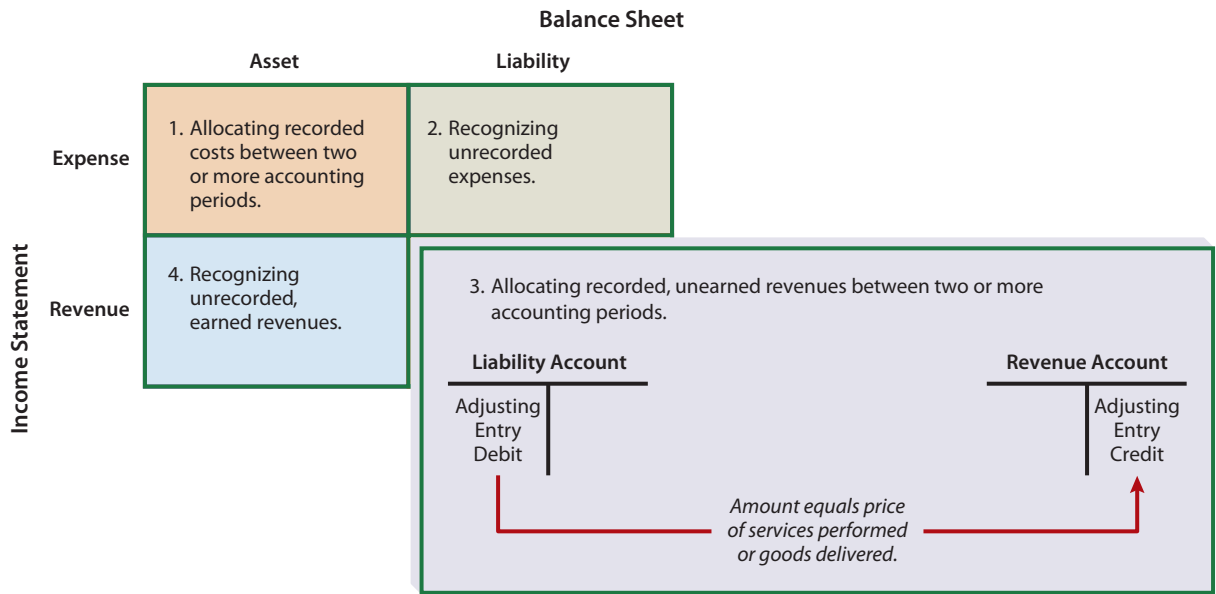 Balance Sheet
Asset
Liability
Income Statement
Expense
1. Allocating recorded
costs between two
or more accounting
periods.
2. Recognizing
unrecorded
expenses.
Revenue
4. Recognizing
unrecorded,
earned revenues.
3. Allocating recorded, unearned revenues between two or more
accounting periods.
Liability Account
Adjusting
Entry
Debit
Revenue Account
Adjusting
Entry
Credit
Amount equals price
of services performed
or goods delivered.